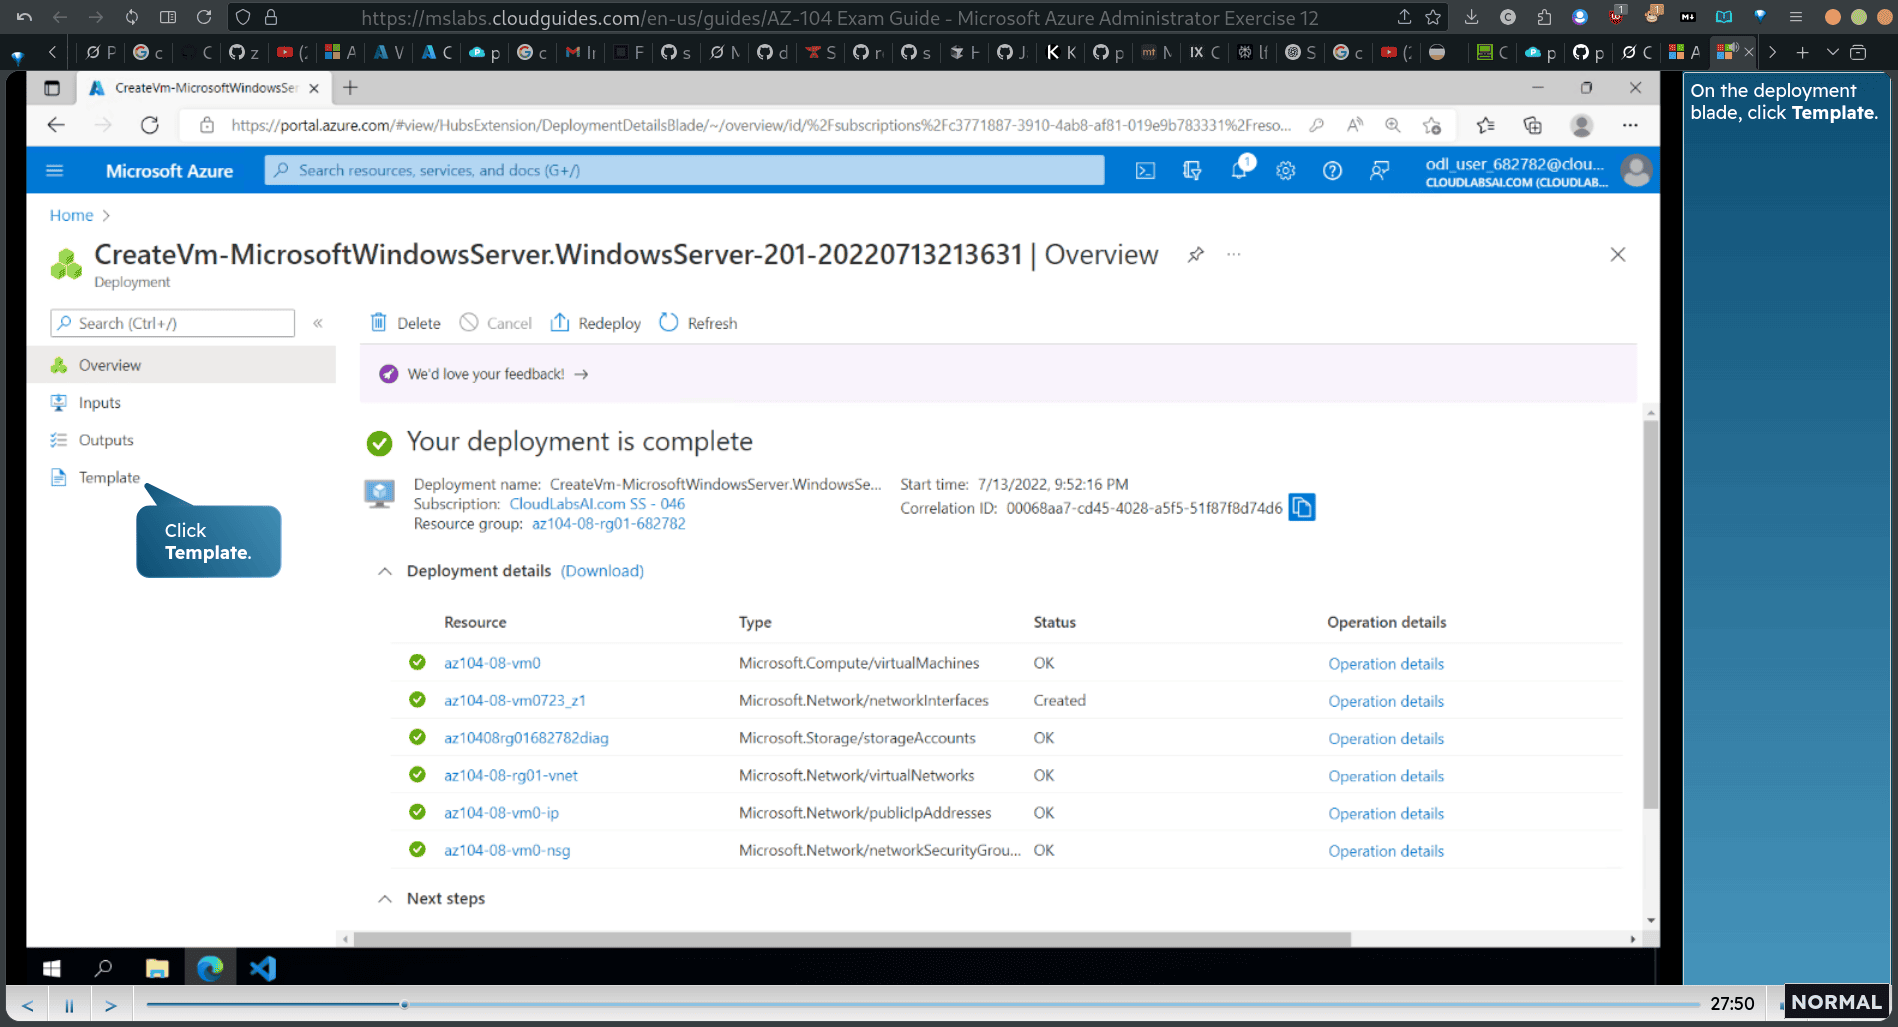 https://mslabs.cloudguides.com/en-us/guides/AZ-104 Exam Guide - Microsoft Azure Administrator Exercise 12
CreateVm-MicrosoftWindowsSer
https://portal.azure.com/#view/HubsExtension/DeploymentDetailsBlade/~/overview/id/%2Fsubscriptions%2Fc3771887-3910-4ab8-af81-019e9b783331%2Freso...
Microsoft Azure
Search resources, services, and docs (G+/)
1
odl_user_682782@clou...
CLOUDLABSAI.COM (CLOUDLAB...
Home
CreateVm-MicrosoftWindowsServer.WindowsServer-201-20220713213631 | Overview
Deployment
Search (Ctrl+/)
Delete
Cancel
Redeploy
Refresh
Overview
Inputs
Outputs
Template
Click
Template.
We'd love your feedback!
Your deployment is complete
Deployment name: CreateVm-MicrosoftWindowsServer.WindowsSe...
Subscription: CloudLabsAI.com SS - 046
Resource group: az104-08-rg01-682782
Start time: 7/13/2022, 9:52:16 PM
Correlation ID: 00068aa7-cd45-4028-a5f5-51f87f8d74d6
Deployment details (Download)
Resource Type Status Operation details
az104-08-vm0 Microsoft.Compute/virtualMachines OK Operation details
az104-08-vm0723_z1 Microsoft.Network/networkInterfaces Created Operation details
az10408rg01682782diag Microsoft.Storage/storageAccounts OK Operation details
az104-08-rg01-vnet Microsoft.Network/virtualNetworks OK Operation details
az104-08-vm0-ip Microsoft.Network/publicIpAddresses OK Operation details
az104-08-vm0-nsg Microsoft.Network/networkSecurityGrou... OK Operation details
Next steps
On the deployment
blade, click Template.
27:50
NORMAL